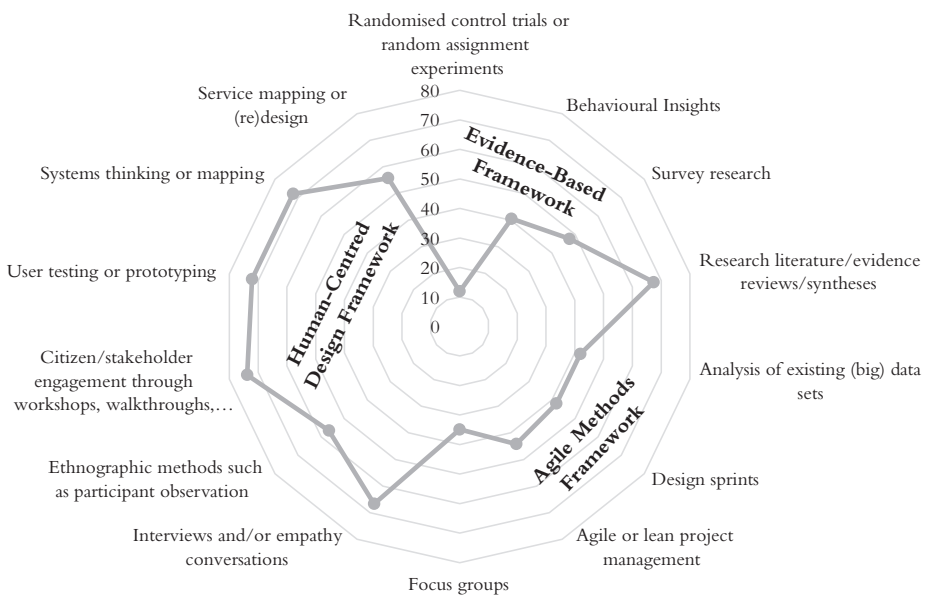 Randomised control trials or
random assignment
experiments
Behavioural Insights
Survey research
Research literature/evidence
reviews/syntheses
Analysis of existing (big) data
sets
Design sprints
Agile or lean project
management
Focus groups
Interviews and/or empathy
conversations
Ethnographic methods such
as participant observation
Citizen/stakeholder
engagement through
workshops, walkthroughs,…
User testing or prototyping
Systems thinking or mapping
Service mapping or
(re)design
80
70
60
50
40
30
20
10
0
Evidence-Based
Framework
Human-Centred
Design Framework
Agile Methods
Framework